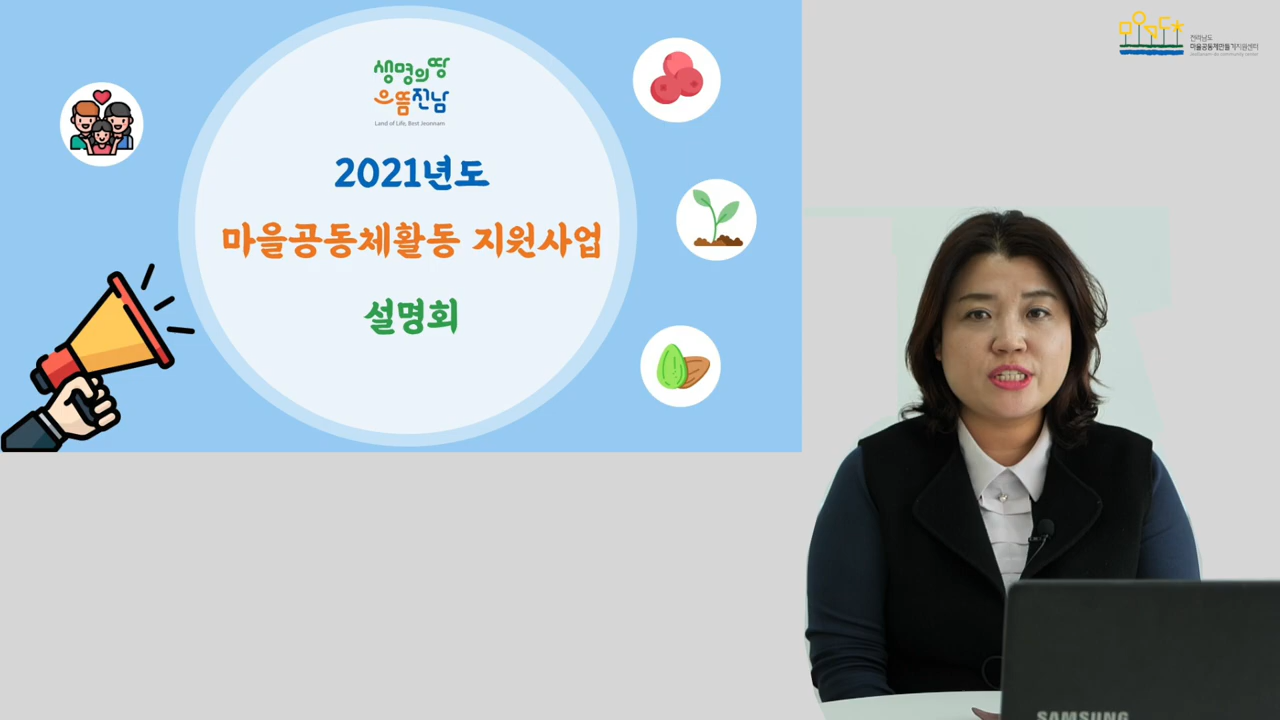 생명의땅
으뜸전남
Land of Life, Best Jeonnam
2021년도
마을공동체활동 지원사업
설명회
전라남도
마을공동체만들기지원센터
SAMSUNG